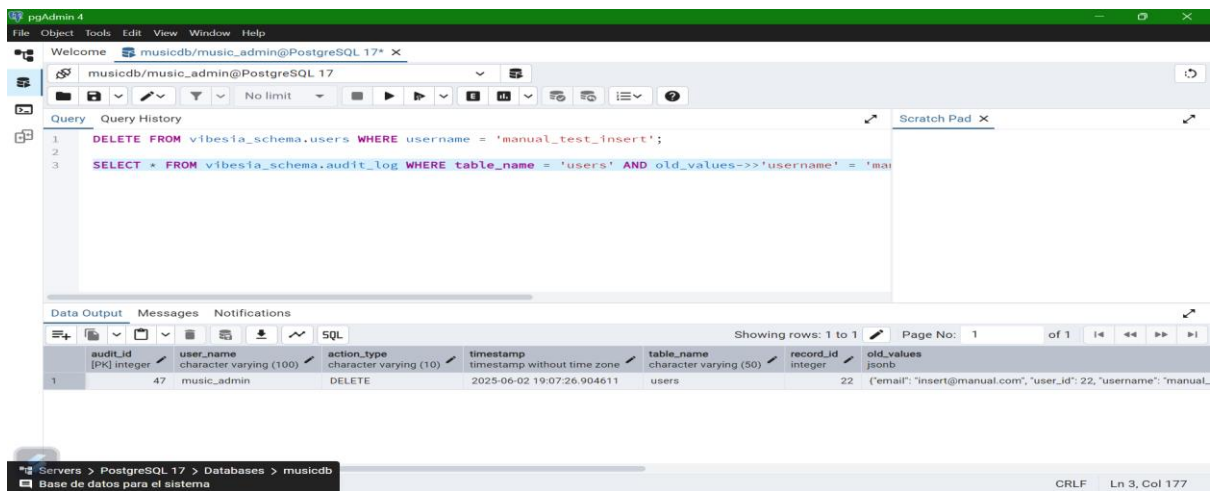 pgAdmin 4
File Object Tools Edit View Window Help
Welcome musicdb/music_admin@PostgreSQL 17* X
musicdb/music_admin@PostgreSQL 17
No limit
Query Query History
Scratch Pad X
1 DELETE FROM vibesia_schema.users WHERE username = 'manual_test_insert';
2
3 SELECT * FROM vibesia_schema.audit_log WHERE table_name = 'users' AND old_values->>'username' = 'ma
Data Output Messages Notifications
SQL Showing rows: 1 to 1 Page No: 1 of 1
audit_id user_name action_type timestamp table_name record_id old_values
[PK] integer character varying (100) character varying (10) timestamp without time zone character varying (50) integer jsonb
1 47 music_admin DELETE 2025-06-02 19:07:26.904611 users 22 {"email": "insert@manual.com", "user_id": 22, "username": "manual_
Servers > PostgreSQL 17 > Databases > musicdb
Base de datos para el sistema
CRLF Ln 3, Col 177